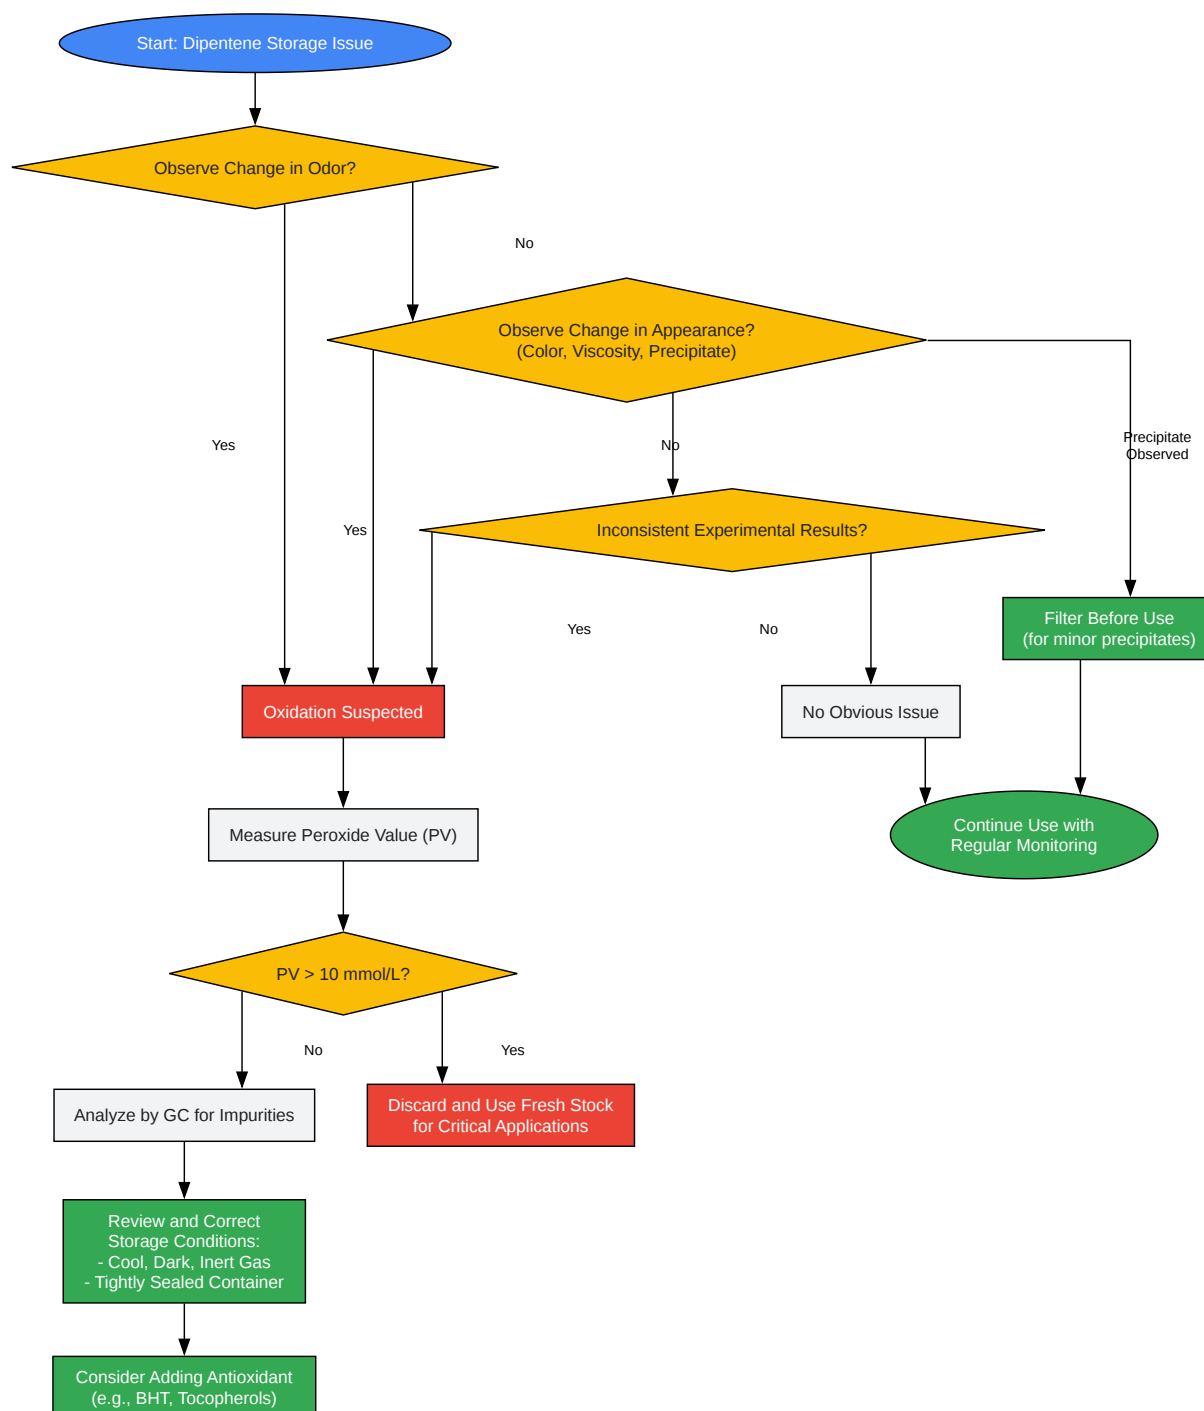 Start: Dipentene Storage Issue
Observe Change in Odor?
No
Observe Change in Appearance?
(Color, Viscosity, Precipitate)
Yes
No
Precipitate
Observed
Yes
Inconsistent Experimental Results?
Yes
No
Filter Before Use
(for minor precipitates)
Oxidation Suspected
No Obvious Issue
Measure Peroxide Value (PV)
Continue Use with
Regular Monitoring
PV > 10 mmol/L?
No
Yes
Analyze by GC for Impurities
Discard and Use Fresh Stock
for Critical Applications
Review and Correct
Storage Conditions:
- Cool, Dark, Inert Gas
- Tightly Sealed Container
Consider Adding Antioxidant
(e.g., BHT, Tocopherols)